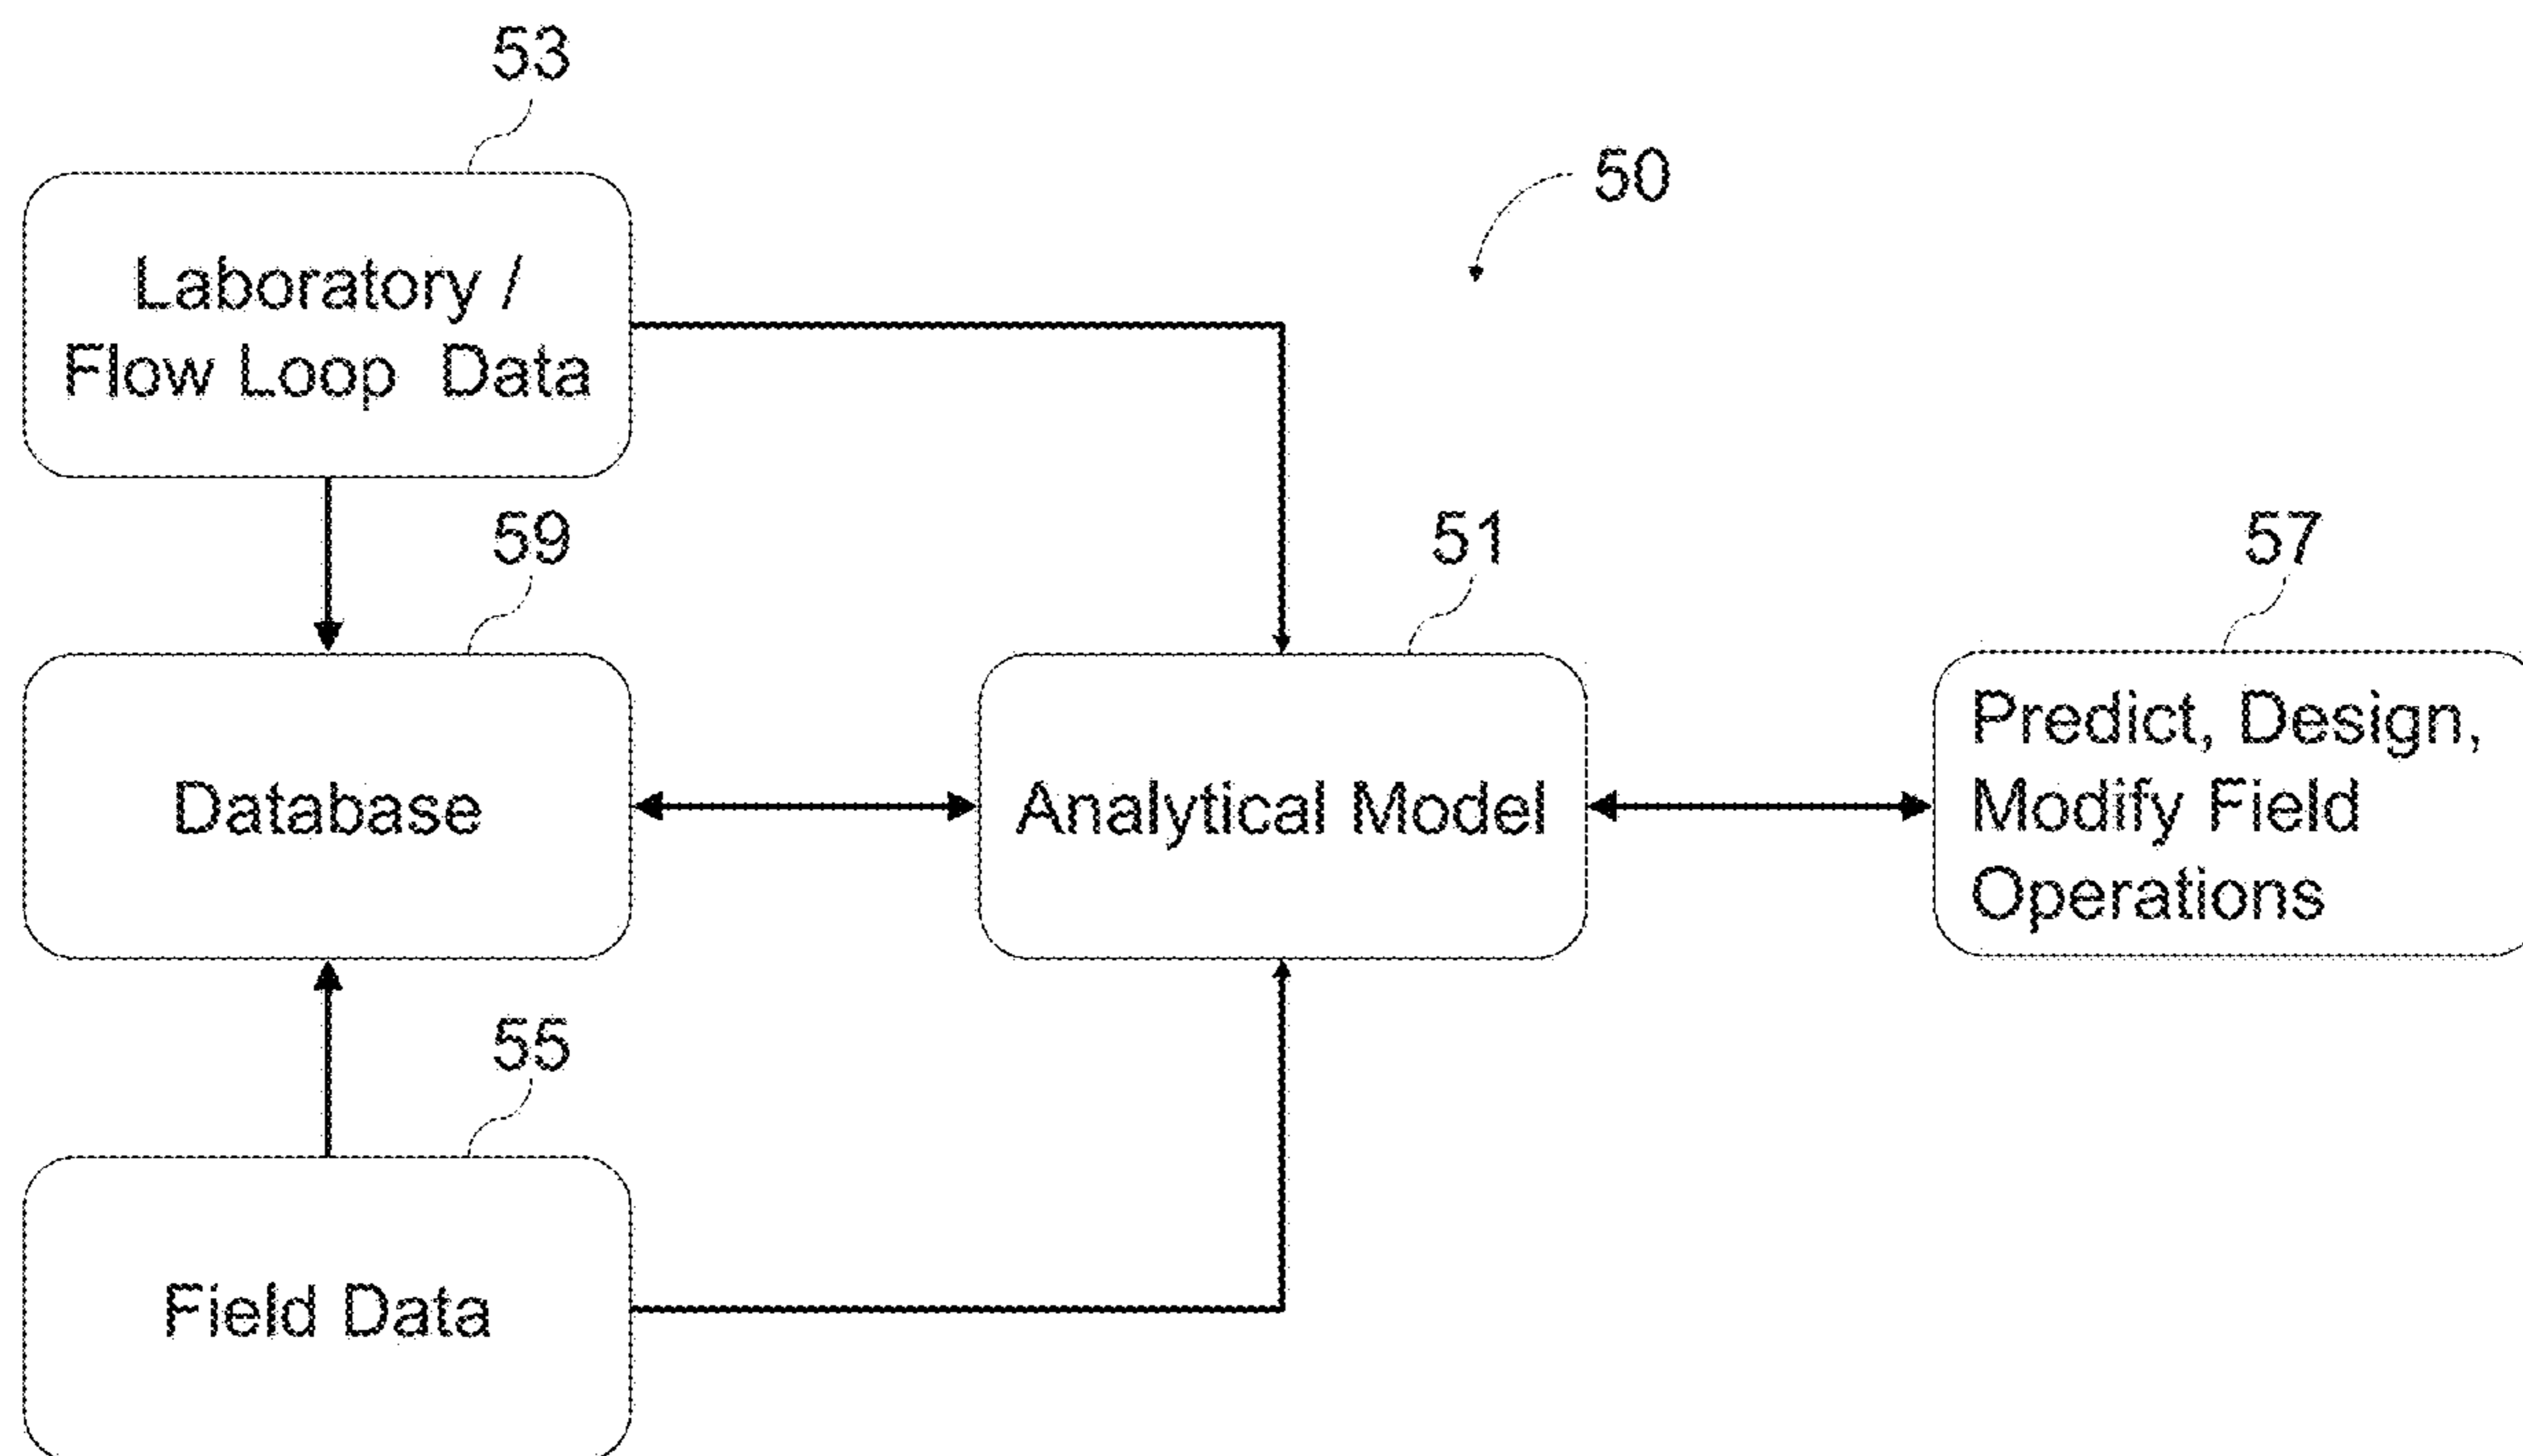 53
Laboratory /
Flow Loop Data
50
59
Database
51
Analytical Model
57
Predict, Design,
Modify Field
Operations
55
Field Data